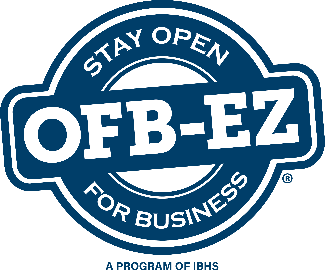 STAY OPEN
OFB-EZ
FOR BUSINESS
®
A PROGRAM OF IBHS